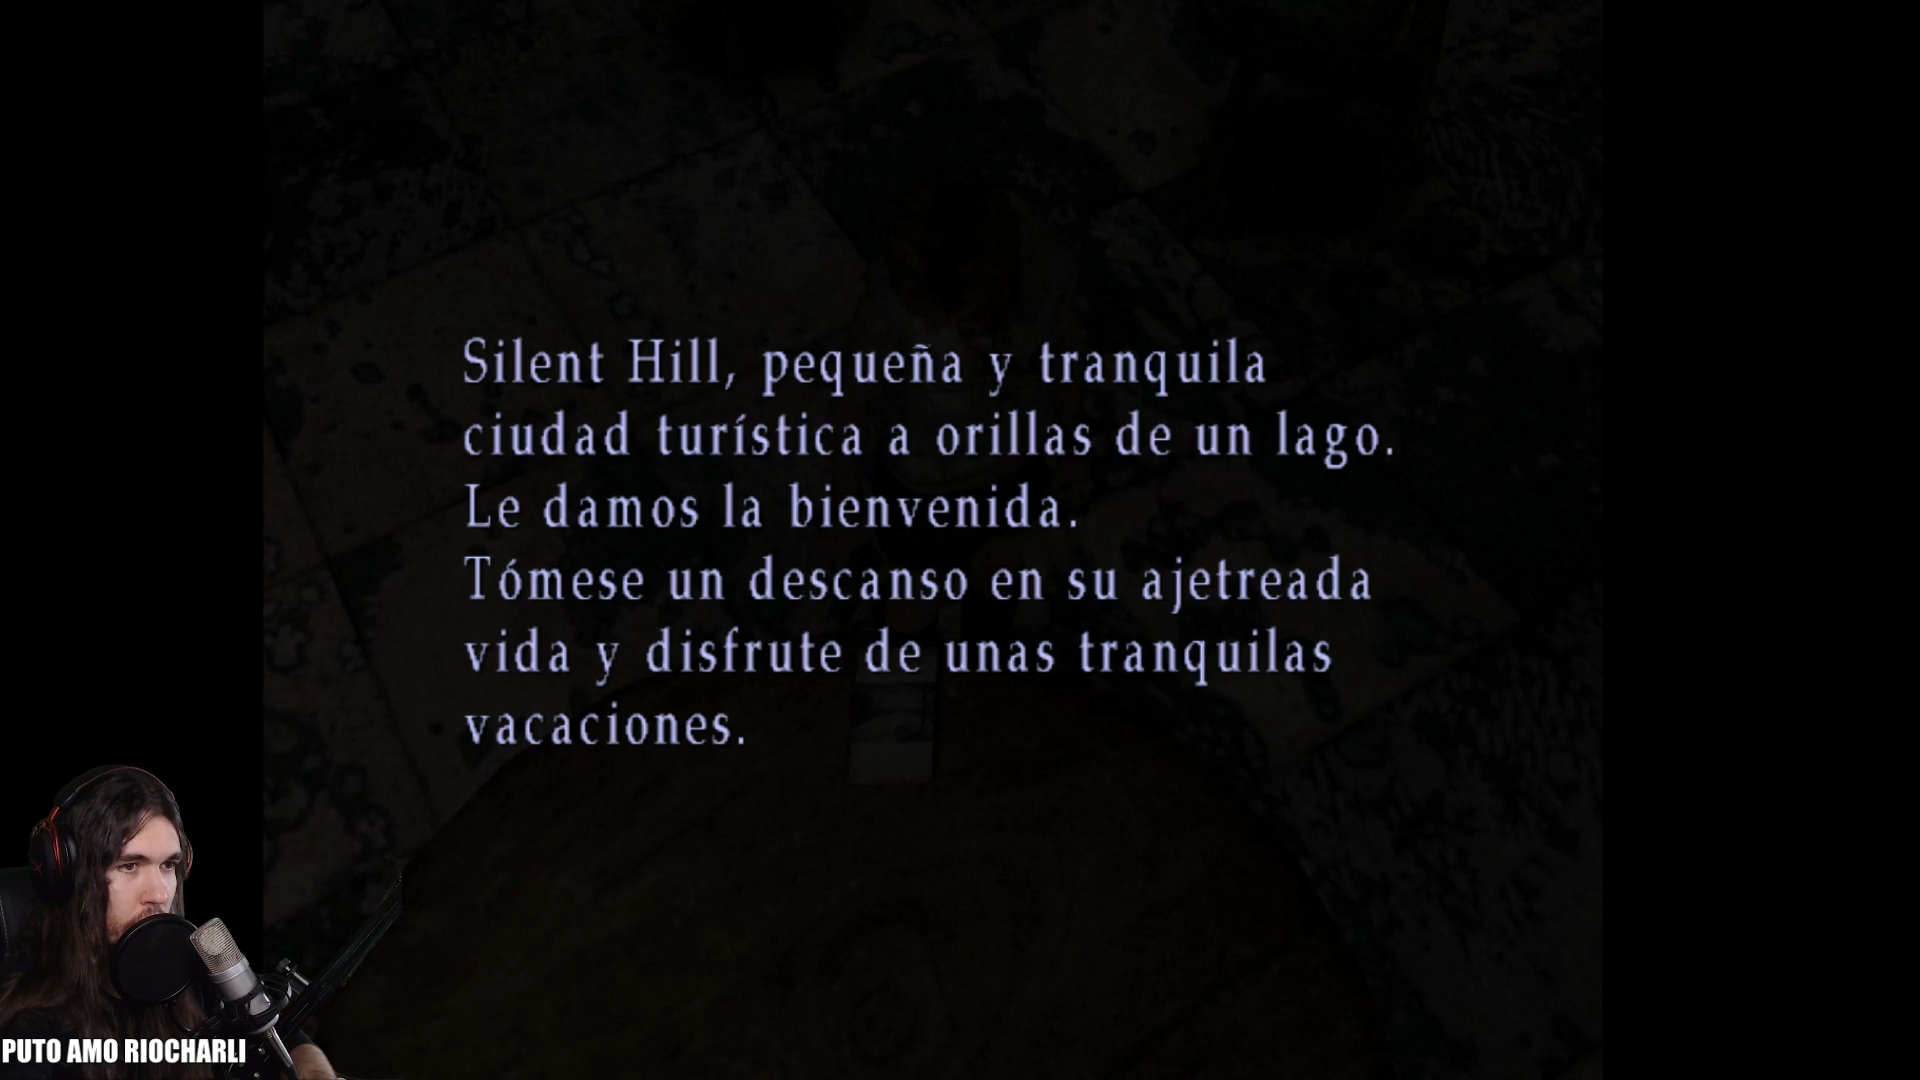 Silent Hill, pequeña y tranquila
ciudad turística a orillas de un lago.
Le damos la bienvenida.
Tómese un descanso en su ajetreada
vida y disfrute de unas tranquilas
vacaciones.
PUTO AMO RIOCHARLI